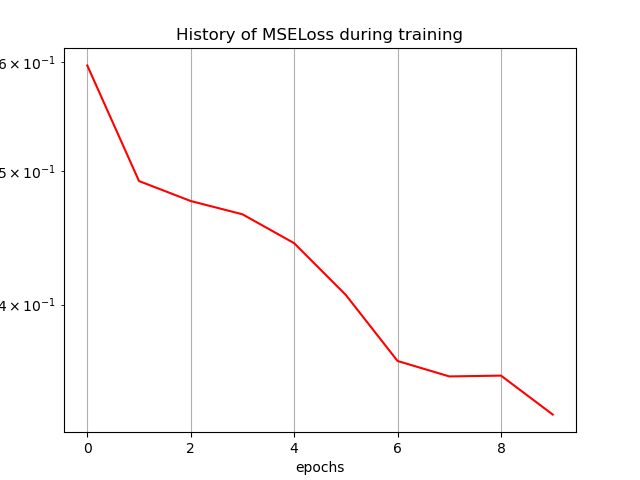 History of MSELoss during training
6 × 10⁻¹
5 × 10⁻¹
4 × 10⁻¹
0 2 4 6 8
epochs